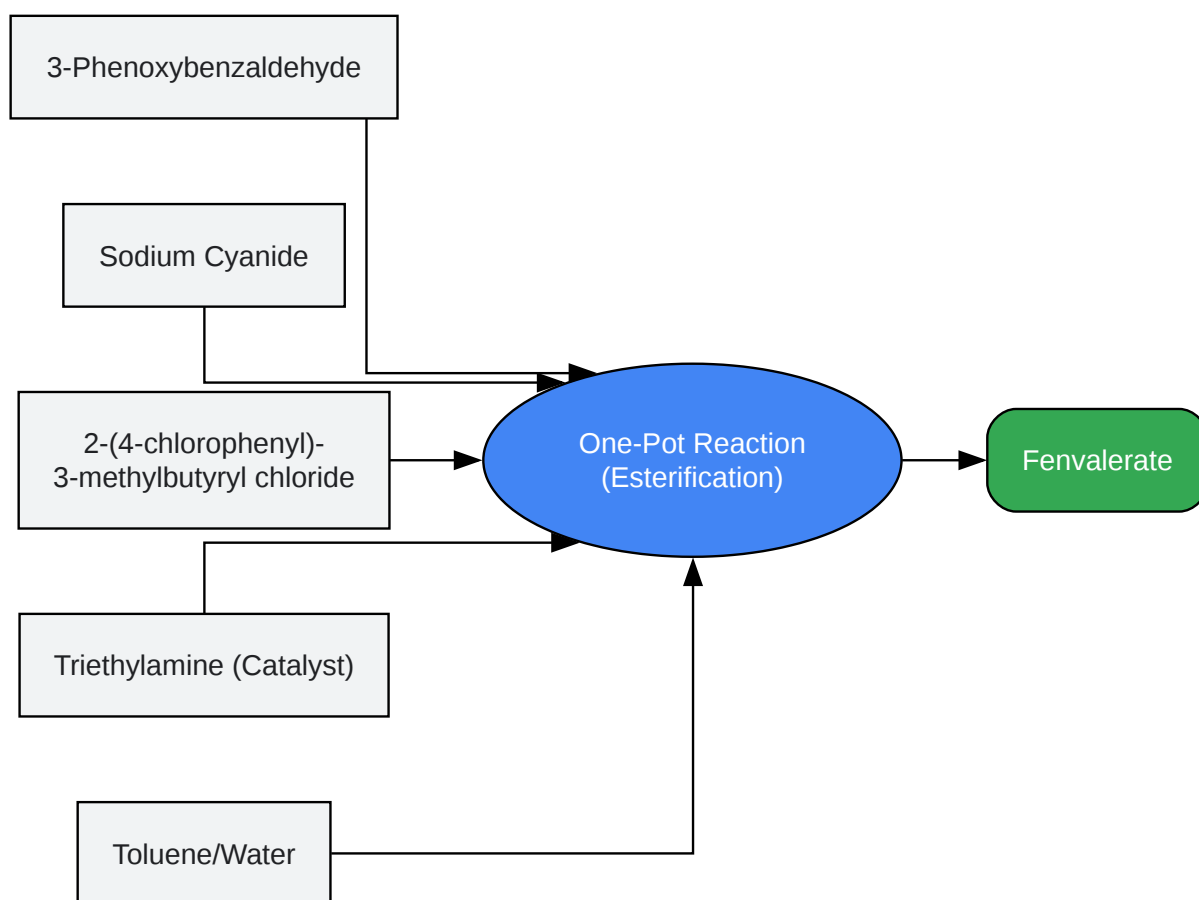 3-Phenoxybenzaldehyde
Sodium Cyanide
2-(4-chlorophenyl)-
3-methylbutyryl chloride
Triethylamine (Catalyst)
Toluene/Water
One-Pot Reaction
(Esterification)
Fenvalerate